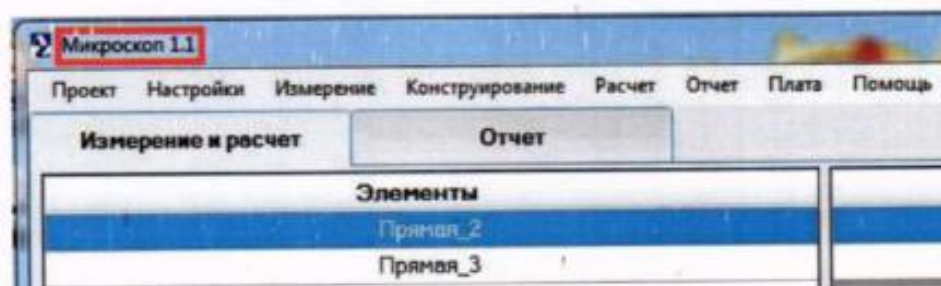 Микроскоп 1.1
Проект Настройки Измерение Конструирование Расчет Отчет Плата Помощь
Измерение и расчет Отчет
Элементы
Прямая_2
Прямая_3